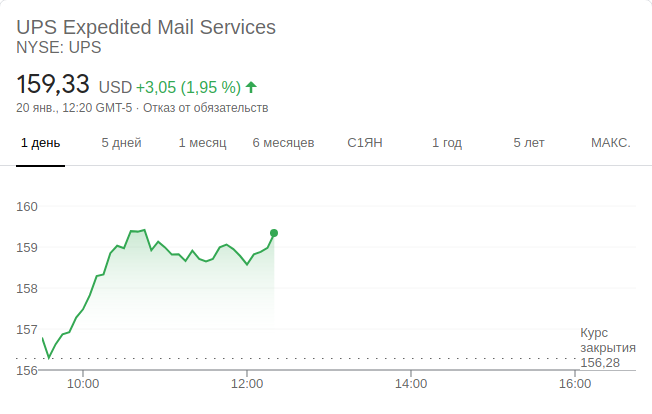 UPS Expedited Mail Services
NYSE: UPS
159,33 USD +3,05 (1,95 %)
20 янв., 12:20 GMT-5 · Отказ от обязательств
1 день 5 дней 1 месяц 6 месяцев С1ЯН 1 год 5 лет МАКС.
160
159
158
157
Курс
закрытия
156,28
156
10:00 12:00 14:00 16:00